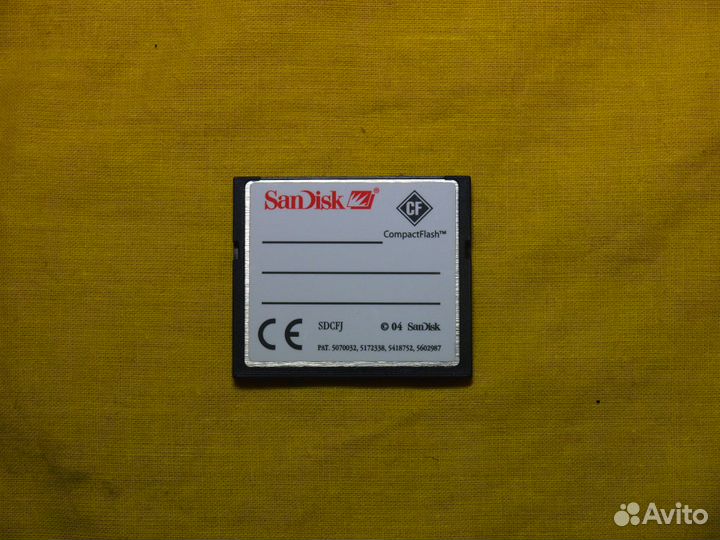 SanDisk®
CF
CompactFlash™
CE
SDCFJ
© 04 SanDisk
PAT. 5070032, 5172338, 5418752, 5602987
Avito